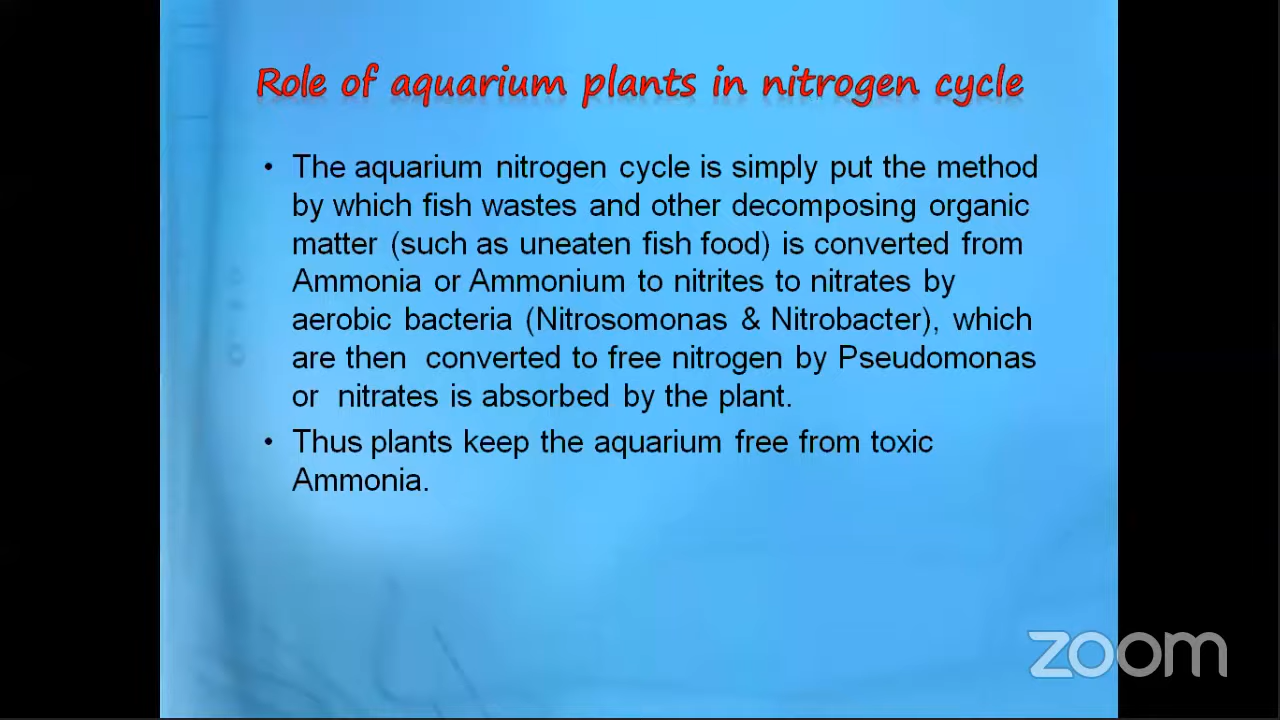 Role of aquarium plants in nitrogen cycle
• The aquarium nitrogen cycle is simply put the method
by which fish wastes and other decomposing organic
matter (such as uneaten fish food) is converted from
Ammonia or Ammonium to nitrites to nitrates by
aerobic bacteria (Nitrosomonas & Nitrobacter), which
are then converted to free nitrogen by Pseudomonas
or nitrates is absorbed by the plant.
• Thus plants keep the aquarium free from toxic
Ammonia.
zoom